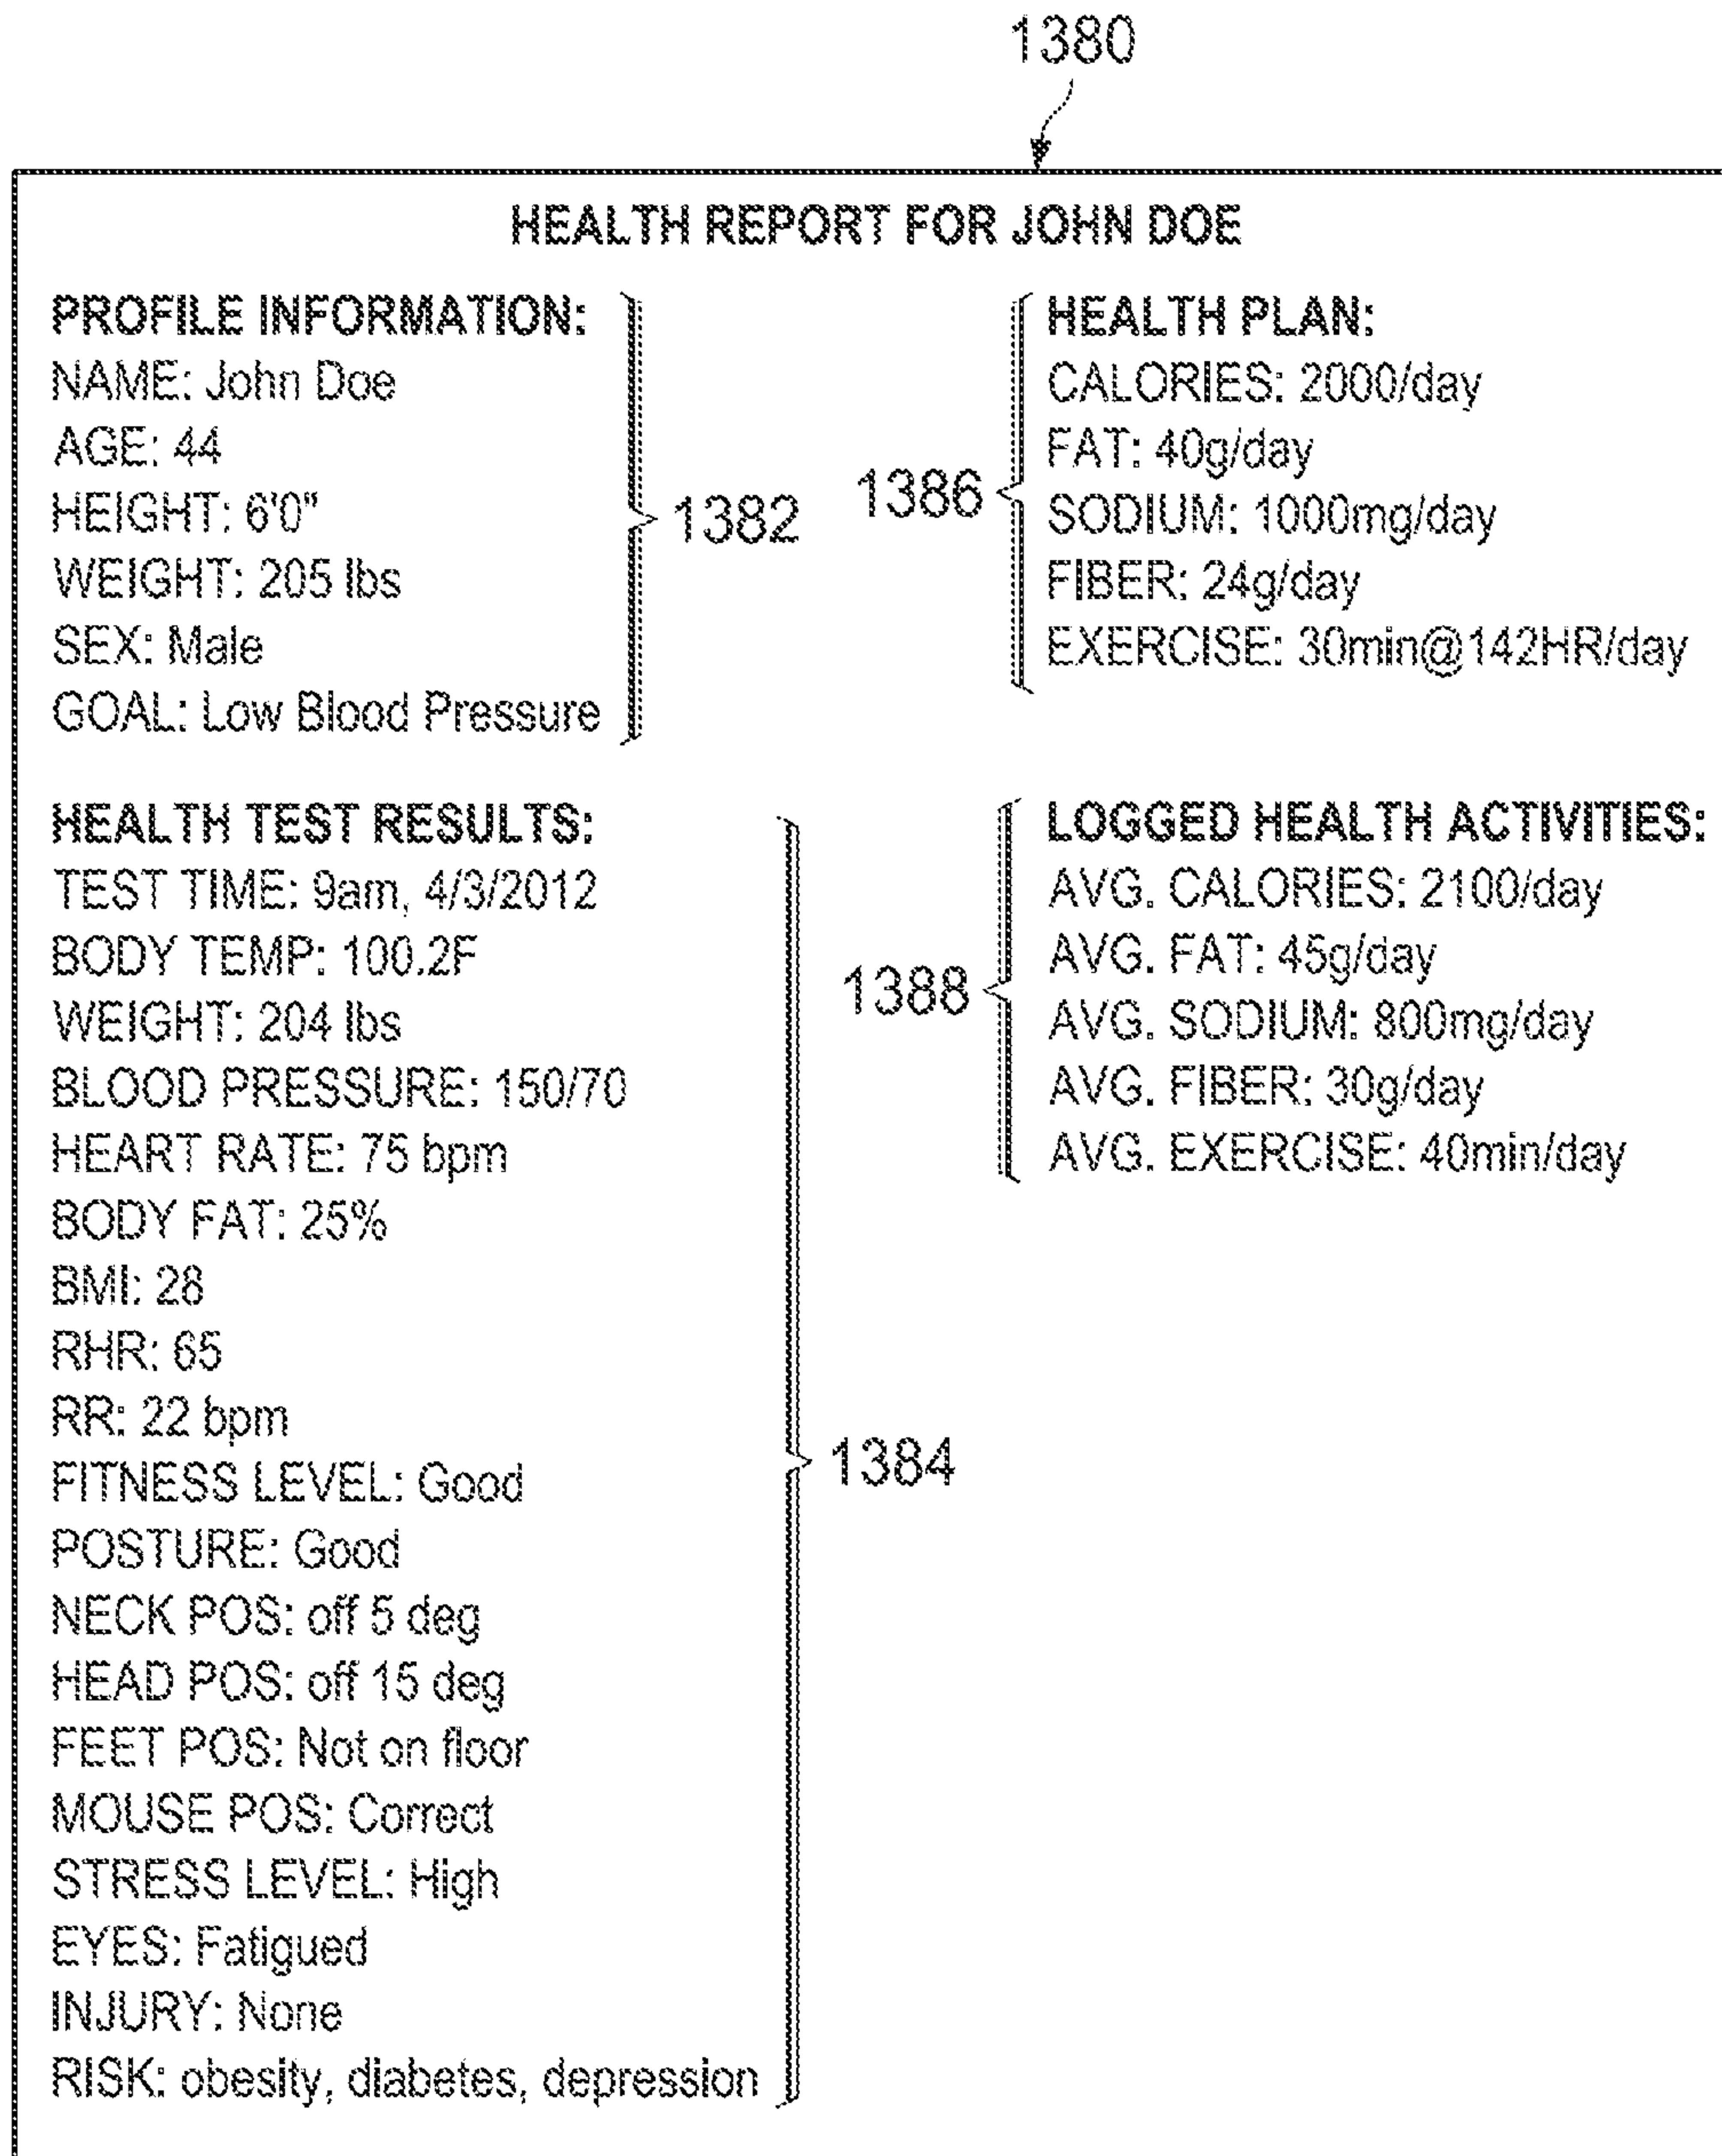 1380
HEALTH REPORT FOR JOHN DOE
PROFILE INFORMATION:
NAME: John Doe
AGE: 44
HEIGHT: 6'0"
WEIGHT: 205 lbs
SEX: Male
GOAL: Low Blood Pressure
1382
1386
HEALTH PLAN:
CALORIES: 2000/day
FAT: 40g/day
SODIUM: 1000mg/day
FIBER: 24g/day
EXERCISE: 30min@142HR/day
HEALTH TEST RESULTS:
TEST TIME: 9am, 4/3/2012
BODY TEMP: 100.2F
WEIGHT: 204 lbs
BLOOD PRESSURE: 150/70
HEART RATE: 75 bpm
BODY FAT: 25%
BMI: 28
RHR: 65
RR: 22 bpm
FITNESS LEVEL: Good
POSTURE: Good
NECK POS: off 5 deg
HEAD POS: off 15 deg
FEET POS: Not on floor
MOUSE POS: Correct
STRESS LEVEL: High
EYES: Fatigued
INJURY: None
RISK: obesity, diabetes, depression
1384
1388
LOGGED HEALTH ACTIVITIES:
AVG. CALORIES: 2100/day
AVG. FAT: 45g/day
AVG. SODIUM: 800mg/day
AVG. FIBER: 30g/day
AVG. EXERCISE: 40min/day